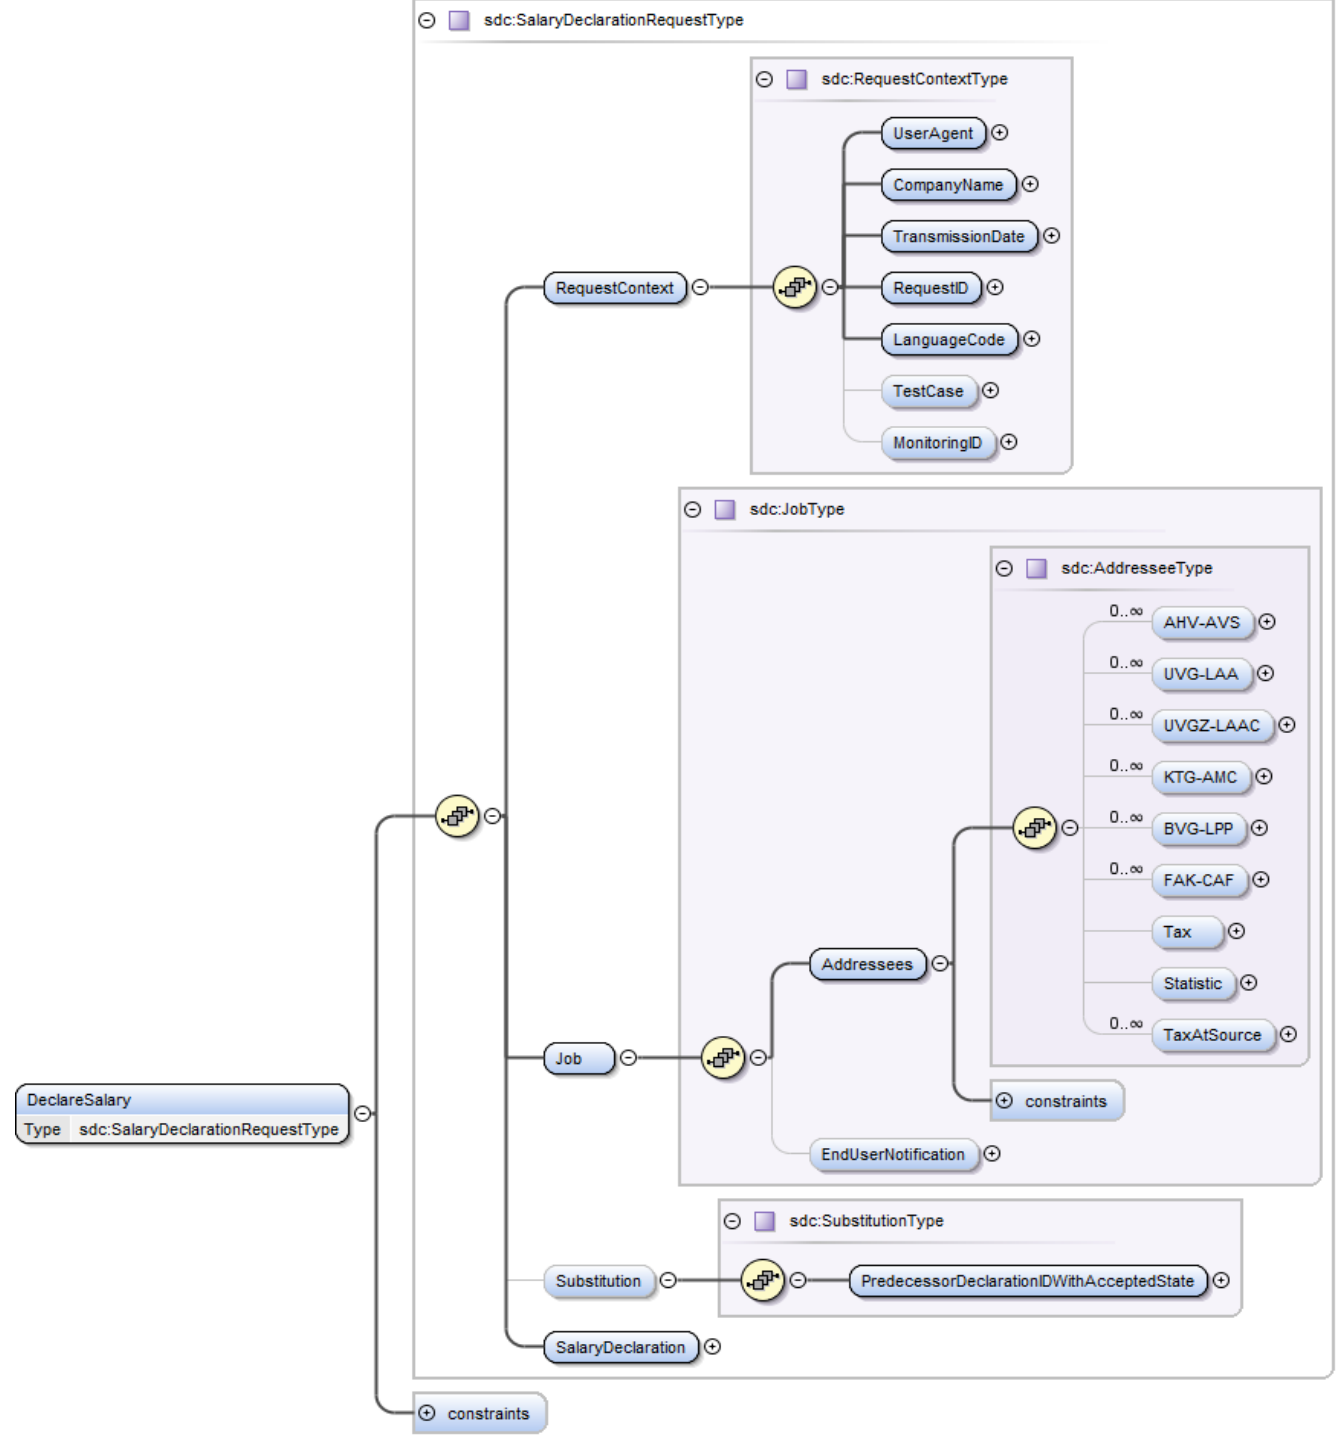 sdc:SalaryDeclarationRequestType
sdc:RequestContextType
UserAgent
CompanyName
TransmissionDate
RequestContext
RequestID
LanguageCode
TestCase
MonitoringID
sdc:JobType
sdc:AddresseeType
0..∞
AHV-AVS
0..∞
UVG-LAA
0..∞
UVGZ-LAAC
0..∞
KTG-AMC
0..∞
BVG-LPP
0..∞
FAK-CAF
Tax
Addressees
Statistic
0..∞
TaxAtSource
Job
constraints
DeclareSalary
Type sdc:SalaryDeclarationRequestType
EndUserNotification
sdc:SubstitutionType
Substitution
PredecessorDeclarationIDWithAcceptedState
SalaryDeclaration
constraints